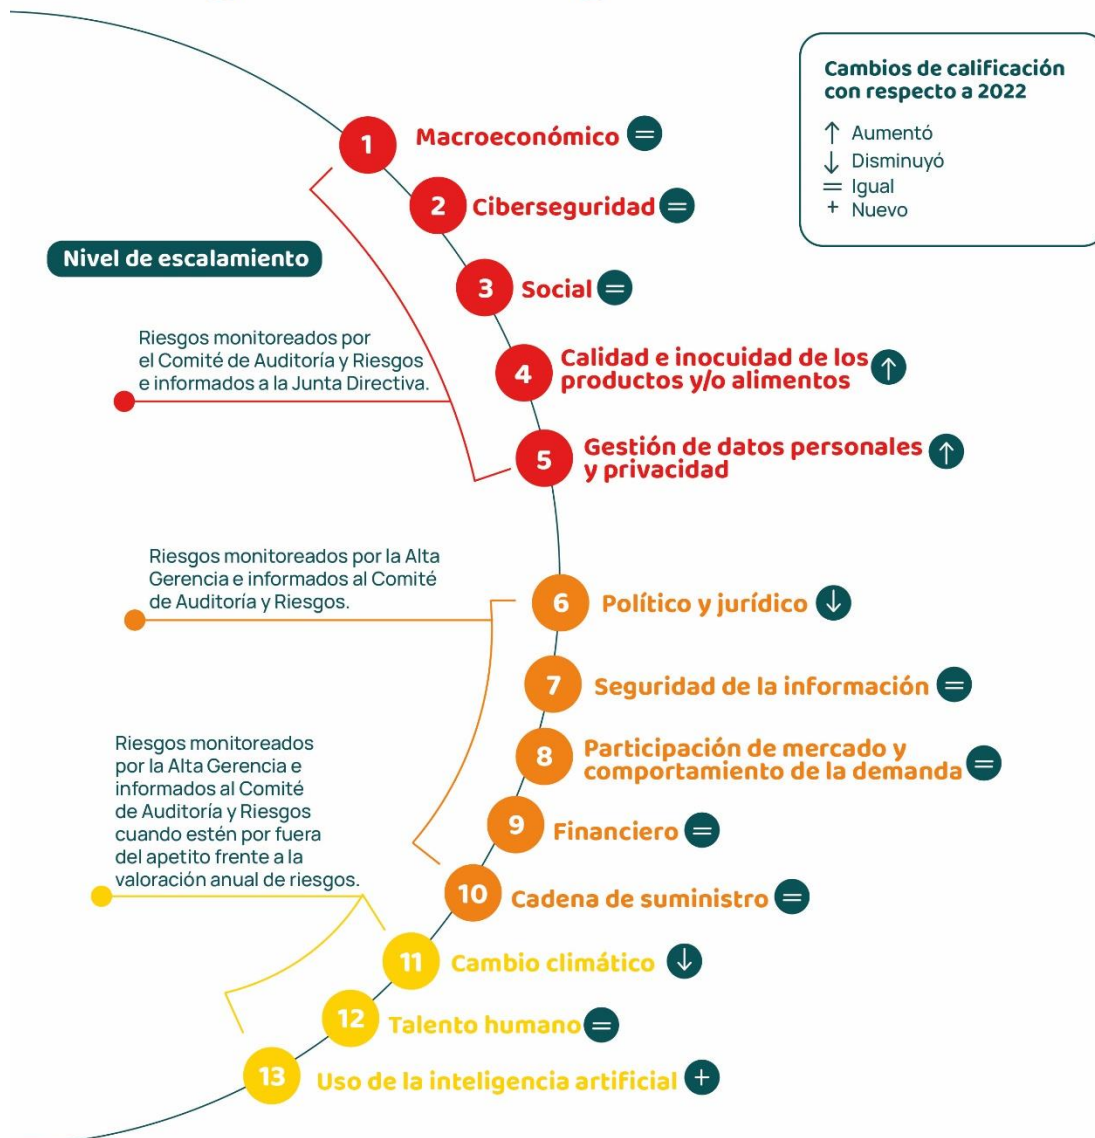 Cambios de calificación
con respecto a 2022
↑ Aumentó
↓ Disminuyó
= Igual
+ Nuevo
1 Macroeconómico =
2 Ciberseguridad =
Nivel de escalamiento
3 Social =
Riesgos monitoreados por
el Comité de Auditoría y Riesgos
e informados a la Junta Directiva.
4 Calidad e inocuidad de los
productos y/o alimentos ↑
5 Gestión de datos personales
y privacidad ↑
Riesgos monitoreados por la Alta
Gerencia e informados al Comité
de Auditoría y Riesgos.
6 Político y jurídico ↓
7 Seguridad de la información =
8 Participación de mercado y
comportamiento de la demanda =
9 Financiero =
10 Cadena de suministro =
Riesgos monitoreados
por la Alta Gerencia e
informados al Comité
de Auditoría y Riesgos
cuando estén por fuera
del apetito frente a la
valoración anual de riesgos.
11 Cambio climático ↓
12 Talento humano =
13 Uso de la inteligencia artificial +